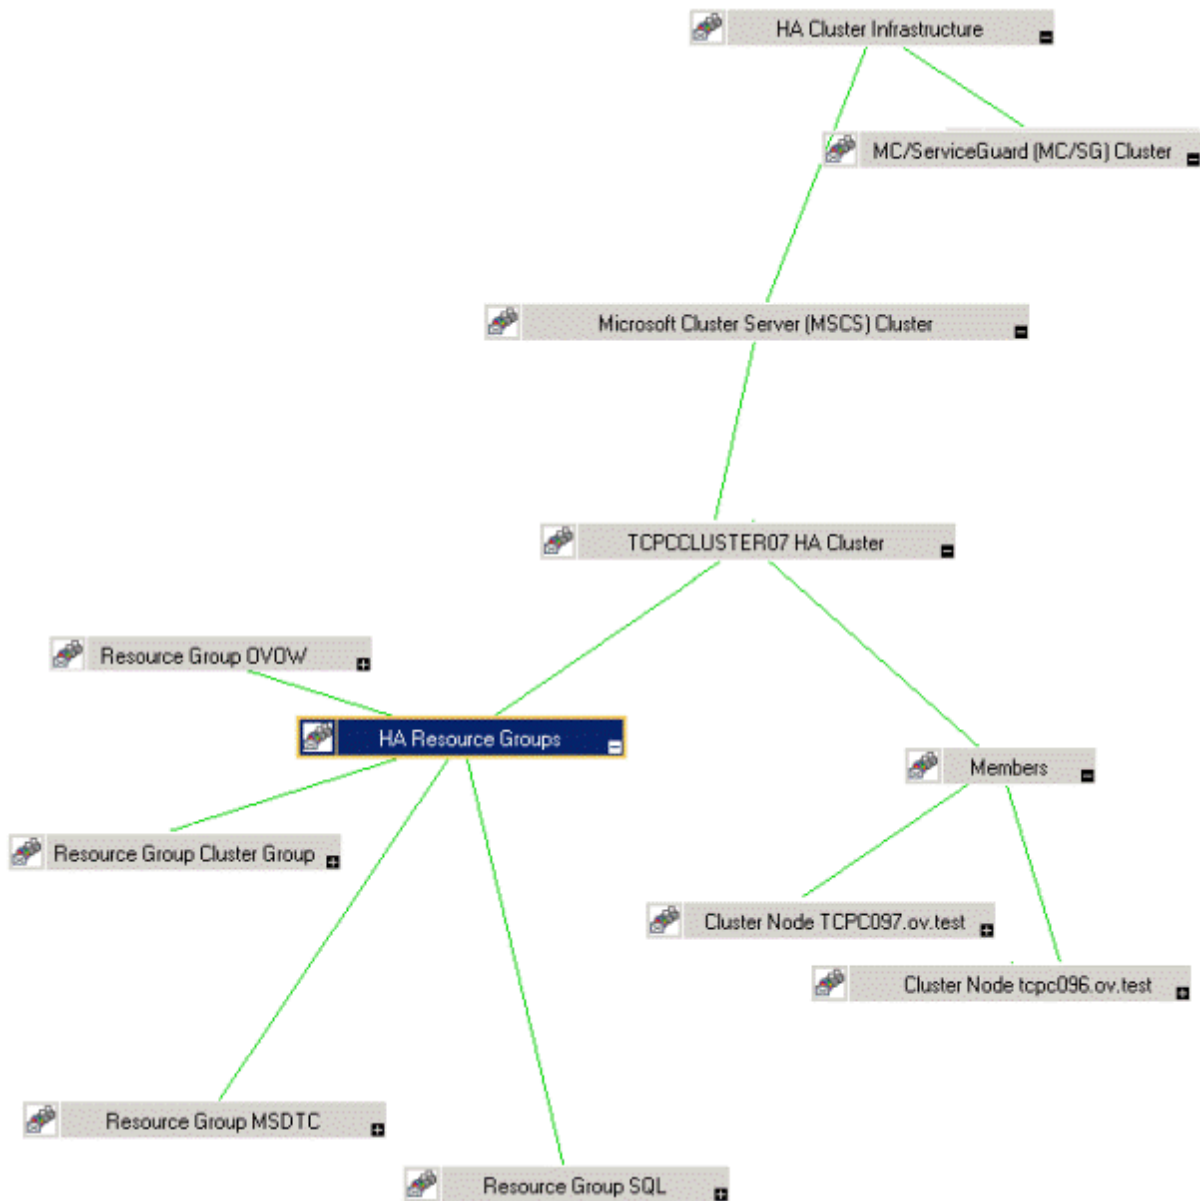 HA Cluster Infrastructure
MC/ServiceGuard (MC/SG) Cluster
Microsoft Cluster Server (MSCS) Cluster
TCPCCLUSTER07 HA Cluster
Resource Group OVOW
HA Resource Groups
Members
Resource Group Cluster Group
Cluster Node TCPC097.ov.test
Cluster Node tcpc096.ov.test
Resource Group MSDTC
Resource Group SQL